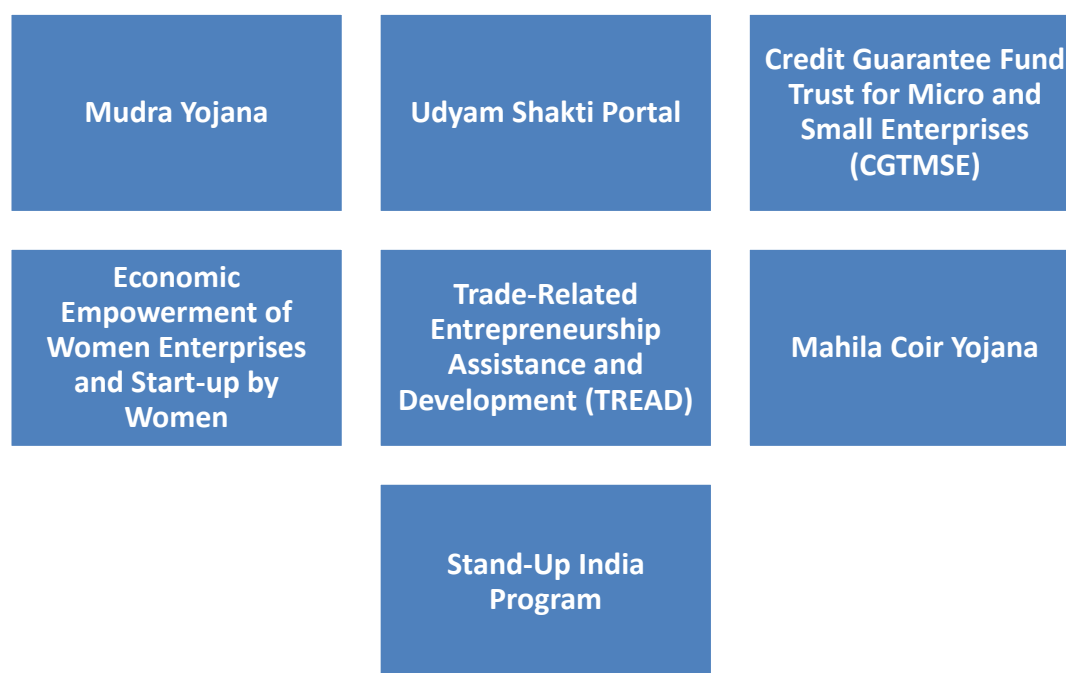 Mudra Yojana
Udyam Shakti Portal
Credit Guarantee Fund
Trust for Micro and
Small Enterprises
(CGTMSE)
Economic
Empowerment of
Women Enterprises
and Start-up by
Women
Trade-Related
Entrepreneurship
Assistance and
Development (TREAD)
Mahila Coir Yojana
Stand-Up India
Program